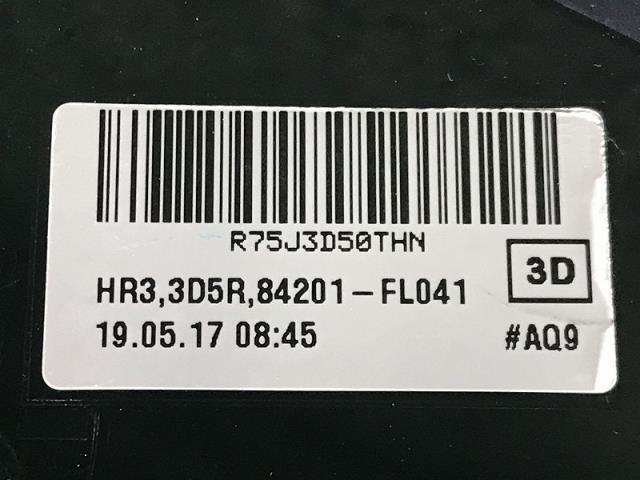 R75J3D50THN
3D
HR3,3D5R,84201-FL041
19.05.17 08:45
#AQ9